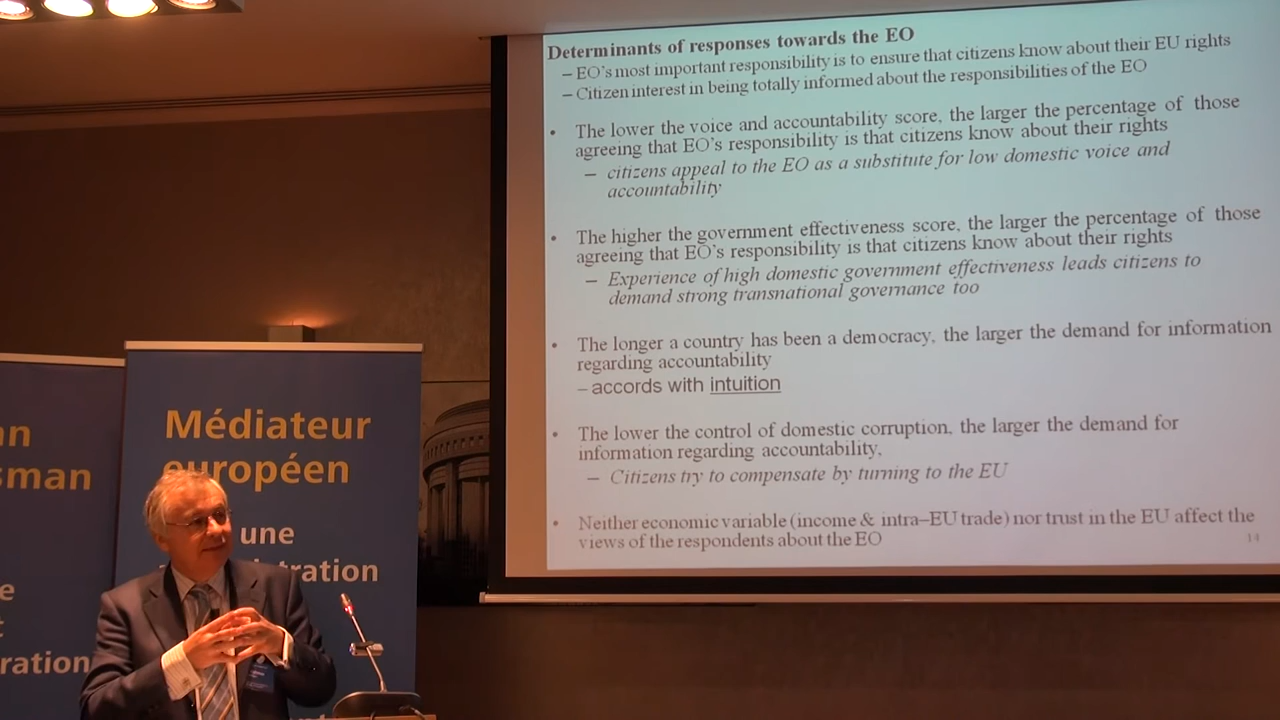 Determinants of responses towards the EO
– EO's most important responsibility is to ensure that citizens know about their EU rights
– Citizen interest in being totally informed about the responsibilities of the EO
• The lower the voice and accountability score, the larger the percentage of those
agreeing that EO's responsibility is that citizens know about their rights
– citizens appeal to the EO as a substitute for low domestic voice and
accountability
• The higher the government effectiveness score, the larger the percentage of those
agreeing that EO's responsibility is that citizens know about their rights
– Experience of high domestic government effectiveness leads citizens to
demand strong transnational governance too
• The longer a country has been a democracy, the larger the demand for information
regarding accountability
– accords with intuition
• The lower the control of domestic corruption, the larger the demand for
information regarding accountability,
– Citizens try to compensate by turning to the EU
• Neither economic variable (income & intra–EU trade) nor trust in the EU affect the
views of the respondents about the EO
14
Médiateur
européen
une